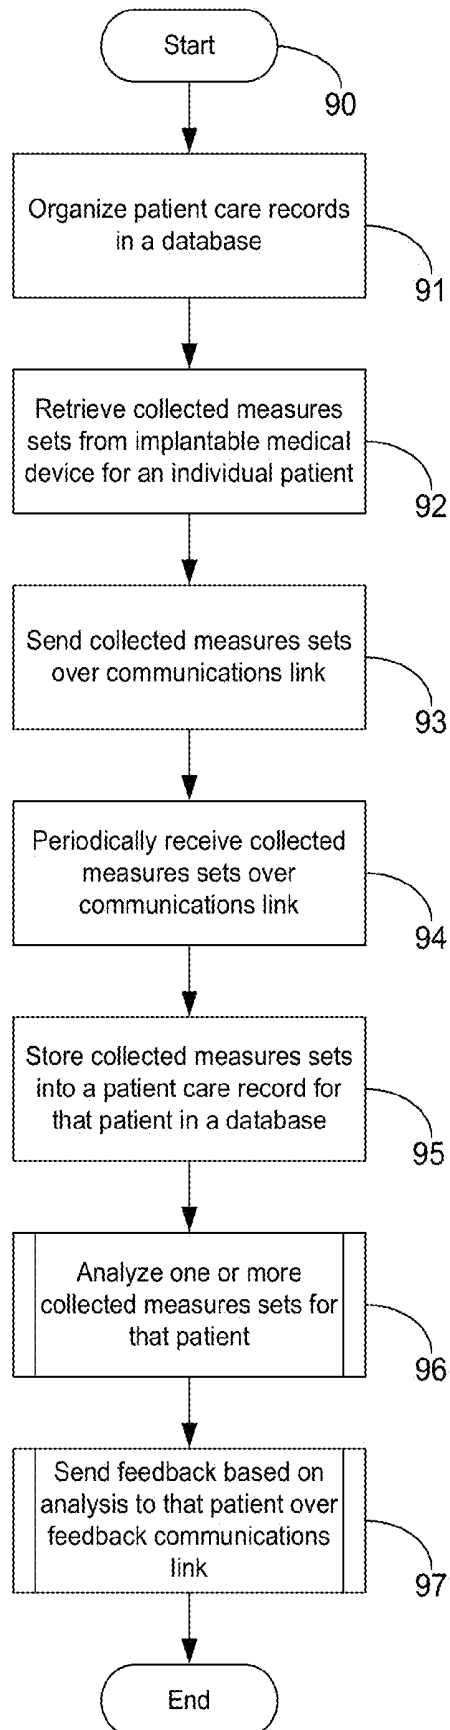 Start
90
Organize patient care records
in a database
91
Retrieve collected measures
sets from implantable medical
device for an individual patient
92
Send collected measures sets
over communications link
93
Periodically receive collected
measures sets over
communications link
94
Store collected measures sets
into a patient care record for
that patient in a database
95
Analyze one or more
collected measures sets for
that patient
96
Send feedback based on
analysis to that patient over
feedback communications
link
97
End